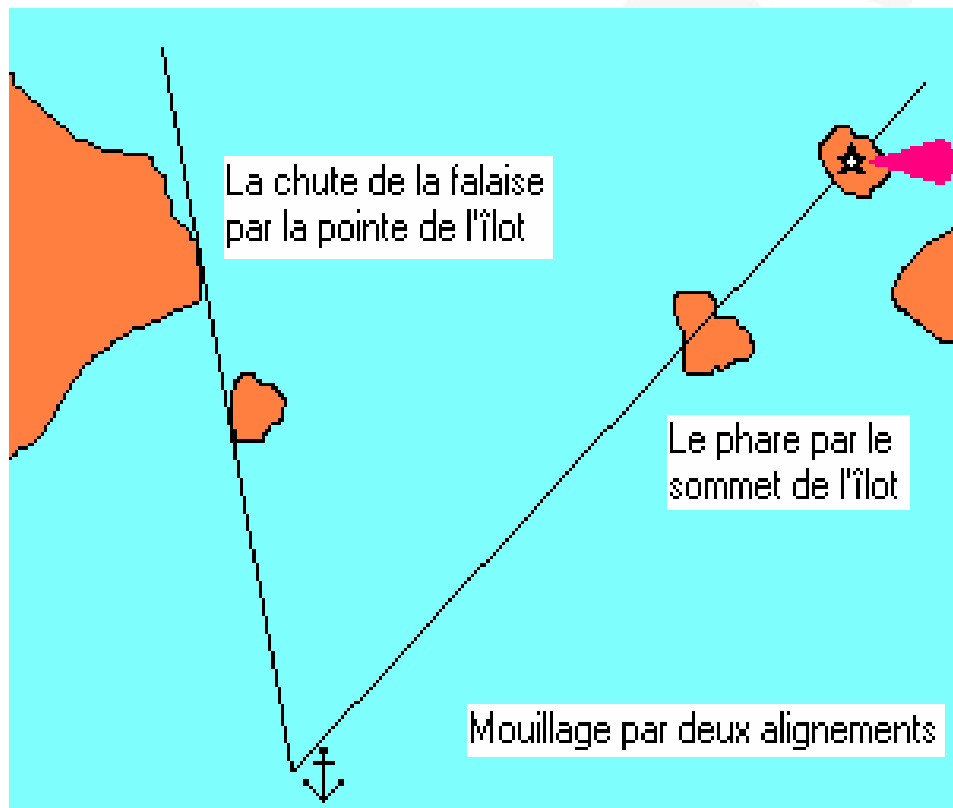 La chute de la falaise
par la pointe de l'îlot
Le phare par le
sommet de l'îlot
Mouillage par deux alignements